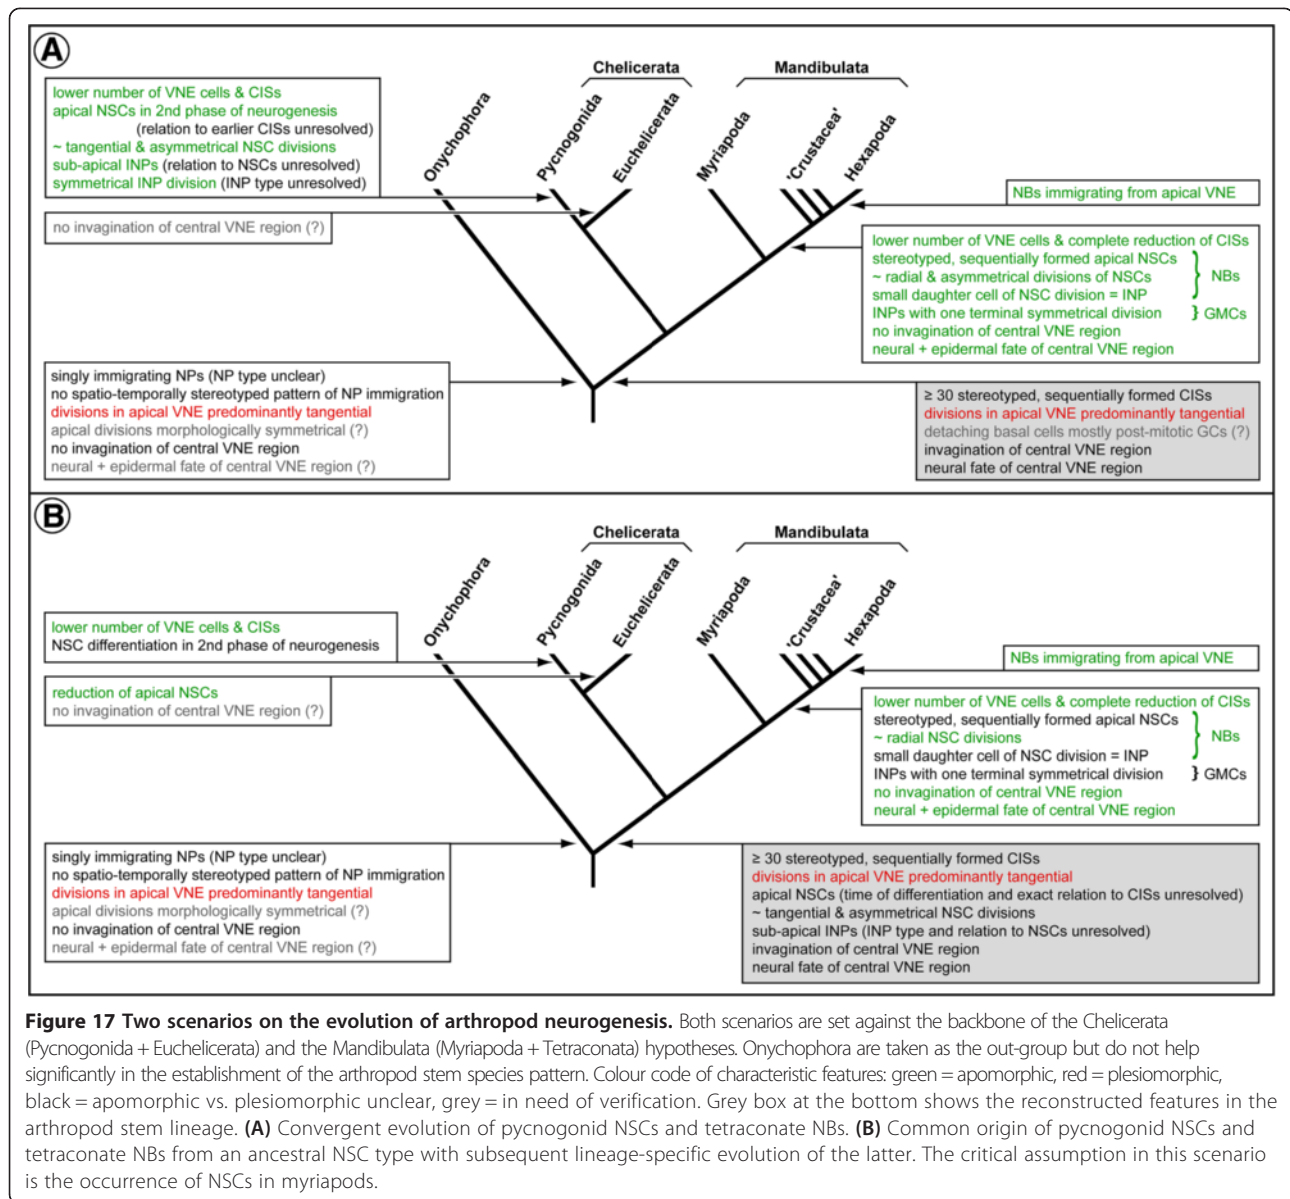 A
Chelicerata
Mandibulata
Onychophora
Pycnogonida
Euchelicerata
Myriapoda
'Crustacea'
Hexapoda
lower number of VNE cells & CISs
apical NSCs in 2nd phase of neurogenesis
(relation to earlier CISs unresolved)
~ tangential & asymmetrical NSC divisions
sub-apical INPs (relation to NSCs unresolved)
symmetrical INP division (INP type unresolved)
no invagination of central VNE region (?)
NBs immigrating from apical VNE
lower number of VNE cells & complete reduction of CISs
stereotyped, sequentially formed apical NSCs
~ radial & asymmetrical divisions of NSCs
small daughter cell of NSC division = INP
} NBs
INPs with one terminal symmetrical division
} GMCs
no invagination of central VNE region
neural + epidermal fate of central VNE region
singly immigrating NPs (NP type unclear)
no spatio-temporally stereotyped pattern of NP immigration
divisions in apical VNE predominantly tangential
apical divisions morphologically symmetrical (?)
no invagination of central VNE region
neural + epidermal fate of central VNE region (?)
≥ 30 stereotyped, sequentially formed CISs
divisions in apical VNE predominantly tangential
detaching basal cells mostly post-mitotic GCs (?)
invagination of central VNE region
neural fate of central VNE region
B
Chelicerata
Mandibulata
Onychophora
Pycnogonida
Euchelicerata
Myriapoda
'Crustacea'
Hexapoda
lower number of VNE cells & CISs
NSC differentiation in 2nd phase of neurogenesis
reduction of apical NSCs
no invagination of central VNE region (?)
NBs immigrating from apical VNE
lower number of VNE cells & complete reduction of CISs
stereotyped, sequentially formed apical NSCs
~ radial NSC divisions
small daughter cell of NSC division = INP
} NBs
INPs with one terminal symmetrical division
} GMCs
no invagination of central VNE region
neural + epidermal fate of central VNE region
singly immigrating NPs (NP type unclear)
no spatio-temporally stereotyped pattern of NP immigration
divisions in apical VNE predominantly tangential
apical divisions morphologically symmetrical (?)
no invagination of central VNE region
neural + epidermal fate of central VNE region (?)
≥ 30 stereotyped, sequentially formed CISs
divisions in apical VNE predominantly tangential
apical NSCs (time of differentiation and exact relation to CISs unresolved)
~ tangential & asymmetrical NSC divisions
sub-apical INPs (INP type and relation to NSCs unresolved)
invagination of central VNE region
neural fate of central VNE region
Figure 17 Two scenarios on the evolution of arthropod neurogenesis. Both scenarios are set against the backbone of the Chelicerata
(Pycnogonida + Euchelicerata) and the Mandibulata (Myriapoda + Tetraconata) hypotheses. Onychophora are taken as the out-group but do not help
significantly in the establishment of the arthropod stem species pattern. Colour code of characteristic features: green = apomorphic, red = plesiomorphic,
black = apomorphic vs. plesiomorphic unclear, grey = in need of verification. Grey box at the bottom shows the reconstructed features in the
arthropod stem lineage. (A) Convergent evolution of pycnogonid NSCs and tetraconate NBs. (B) Common origin of pycnogonid NSCs and
tetraconate NBs from an ancestral NSC type with subsequent lineage-specific evolution of the latter. The critical assumption in this scenario
is the occurrence of NSCs in myriapods.